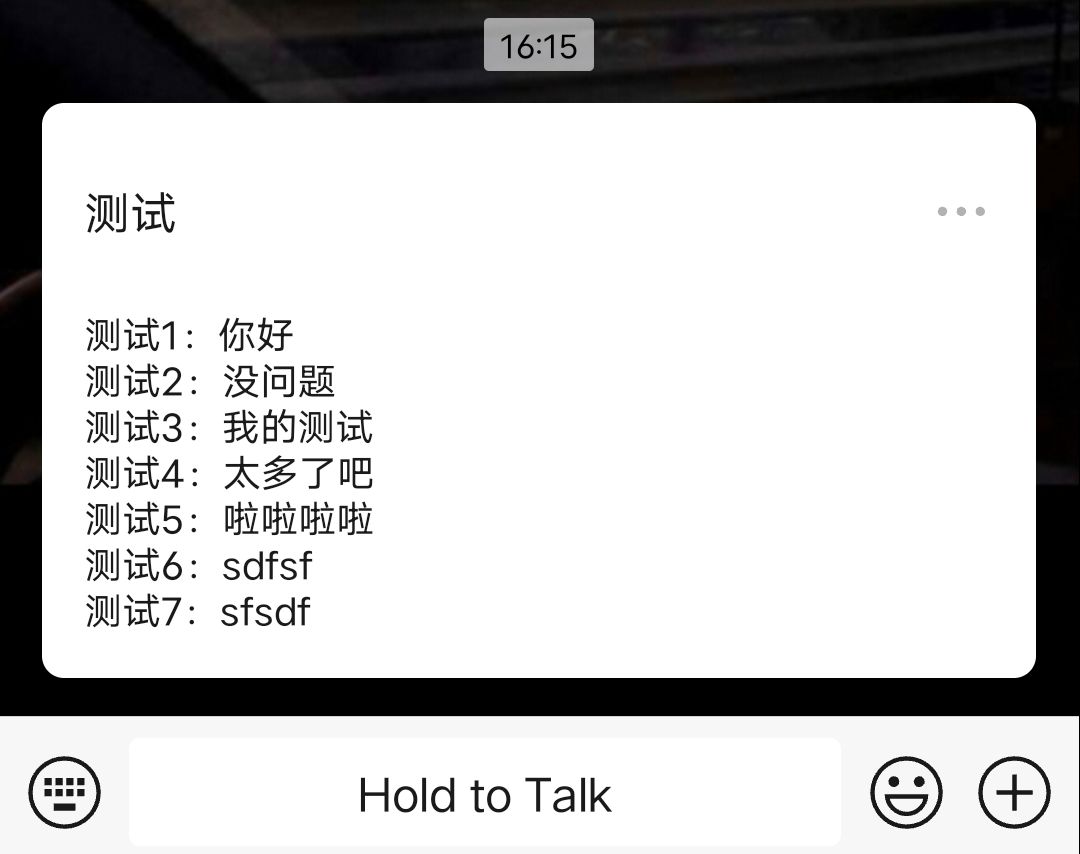 16:15
测试
测试1：你好
测试2：没问题
测试3：我的测试
测试4：太多了吧
测试5：啦啦啦啦
测试6：sdfsf
测试7：sfsdf
Hold to Talk